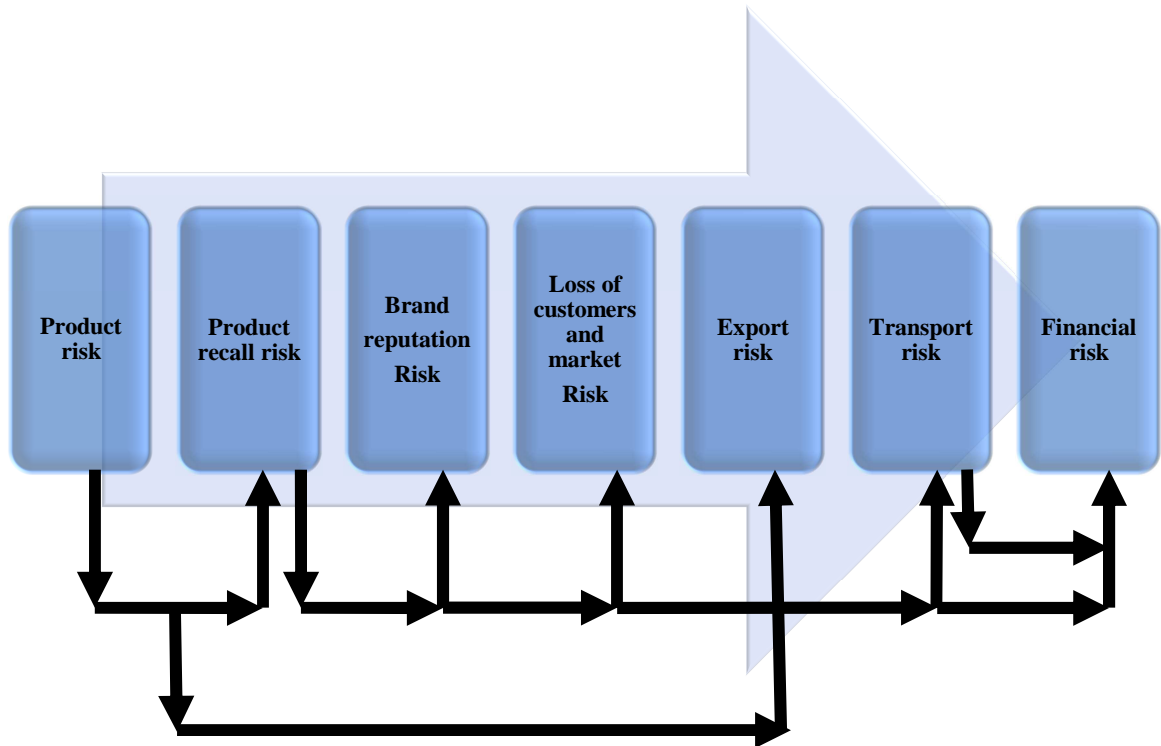 Product
risk
Product
recall risk
Brand
reputation
Risk
Loss of
customers
and
market
Risk
Export
risk
Transport
risk
Financial
risk